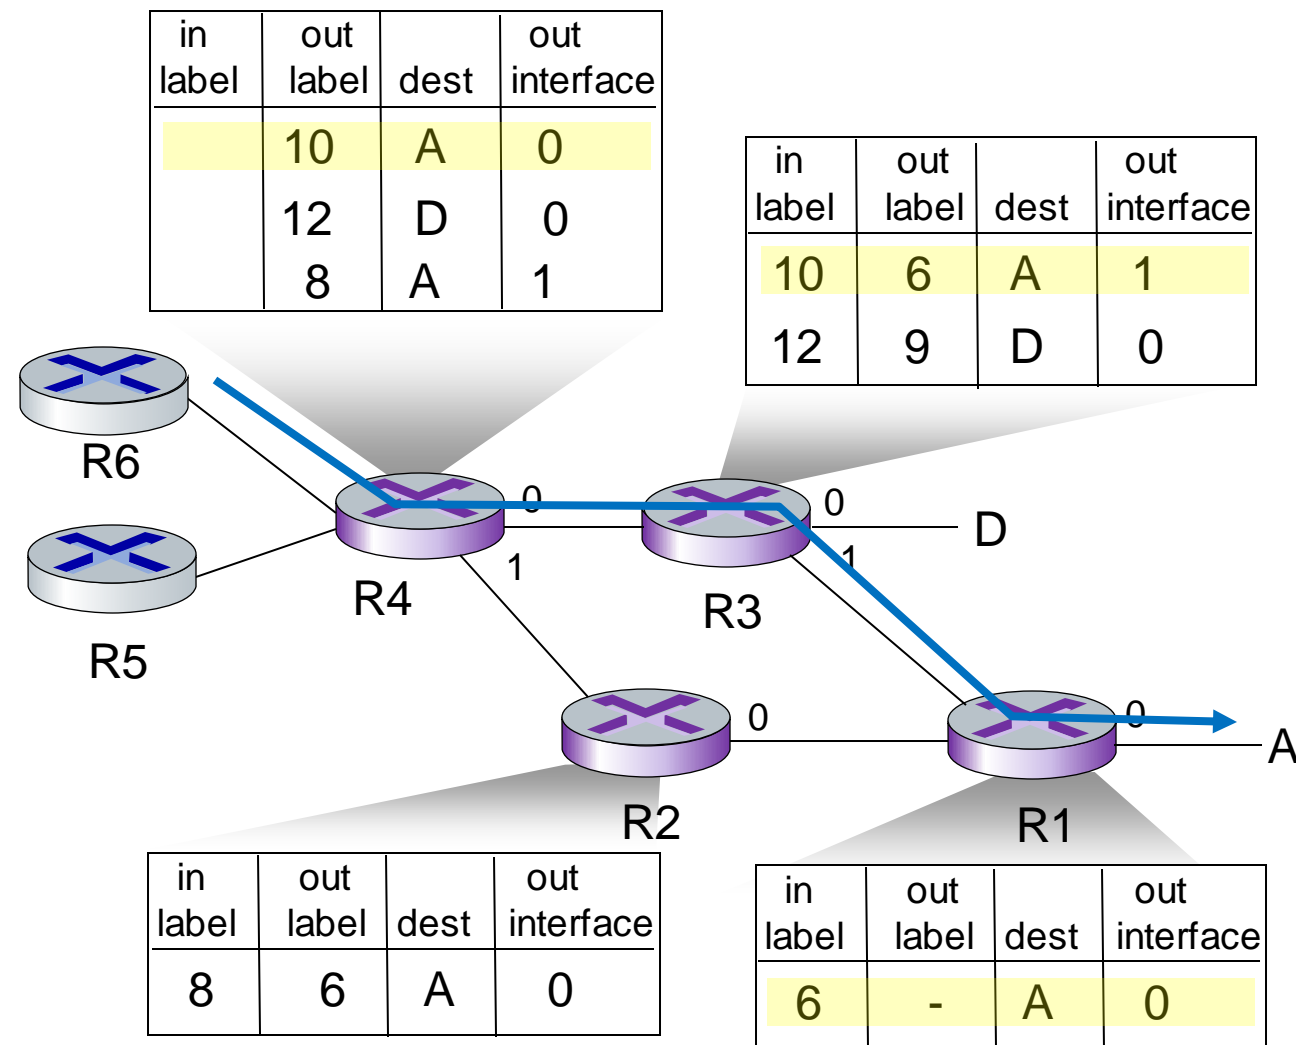 in out out
label label dest interface
10 A 0
12 D 0
8 A 1
in out out
label label dest interface
10 6 A 1
12 9 D 0
R6
0
0
D
1
1
R4
R3
R5
0
0
A
R2
R1
in out out
label label dest interface
8 6 A 0
in out out
label label dest interface
6 - A 0